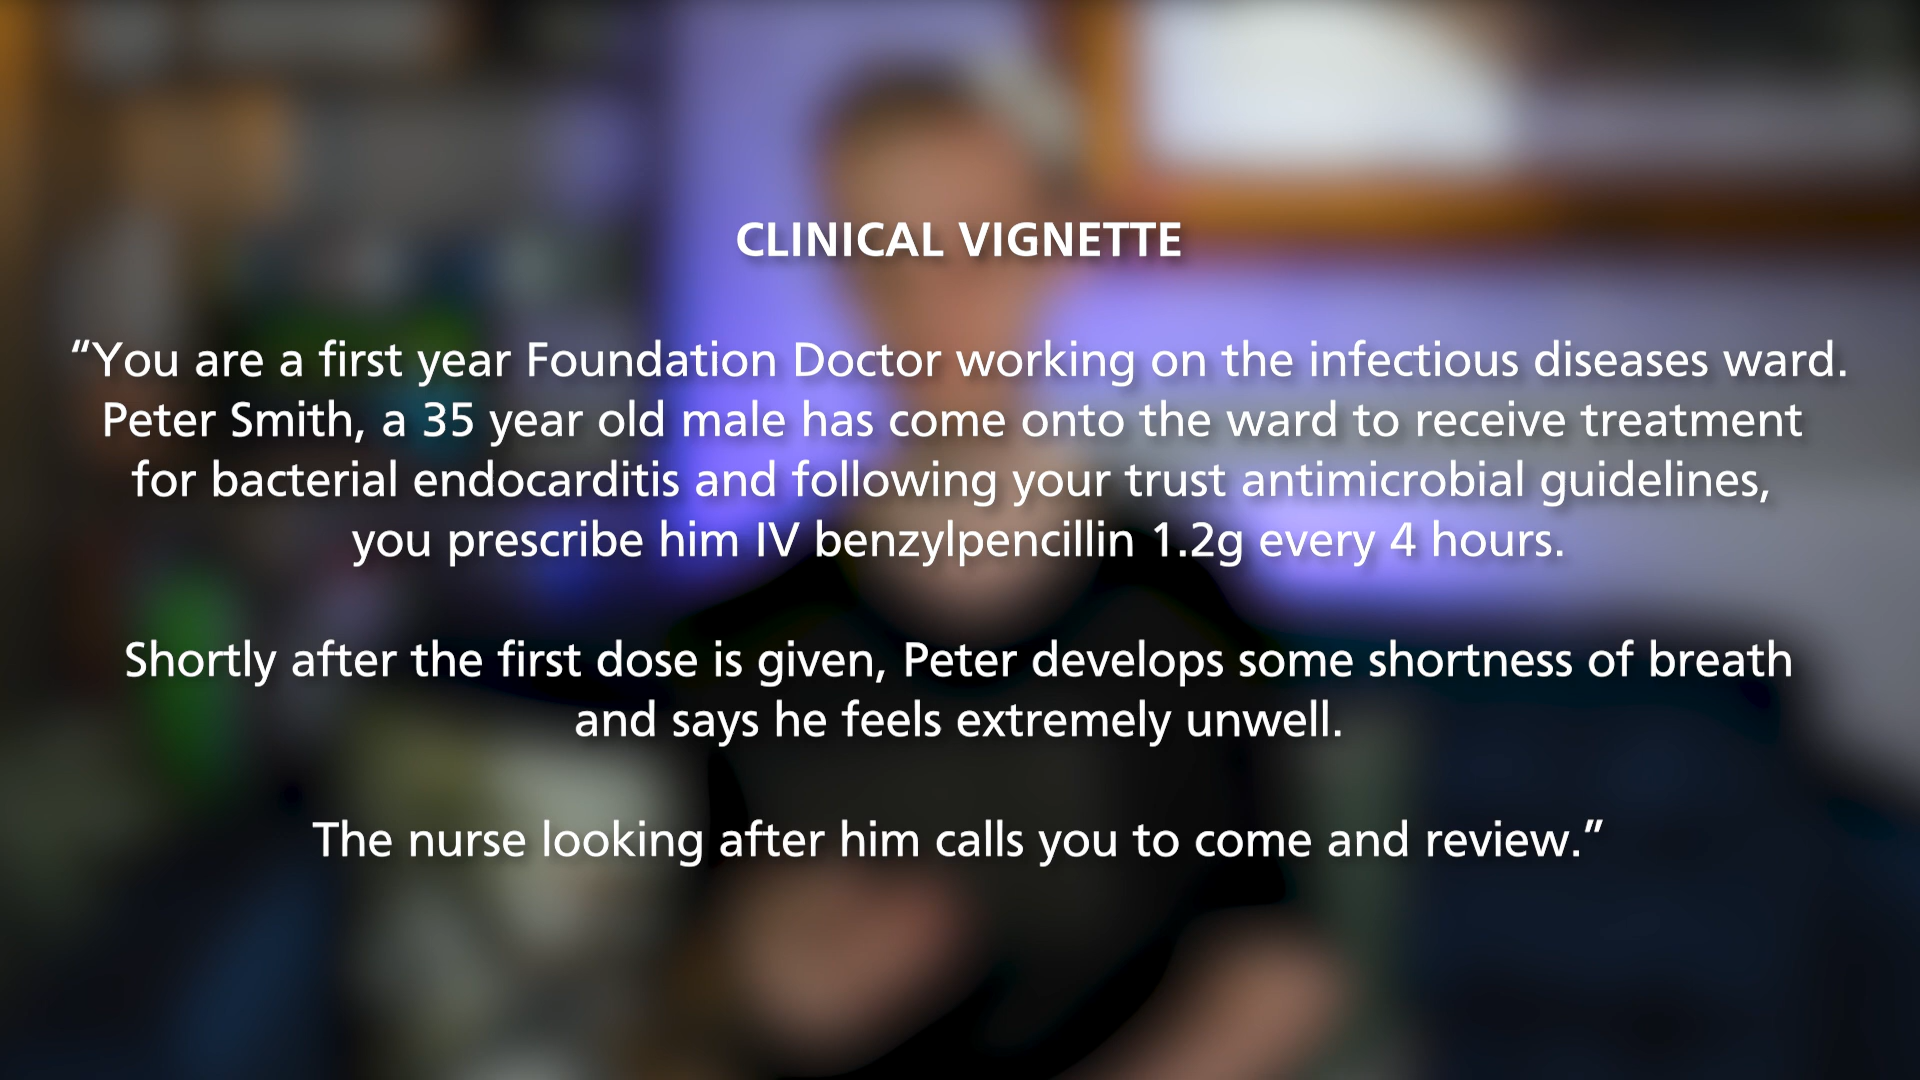 CLINICAL VIGNETTE
“You are a first year Foundation Doctor working on the infectious diseases ward.
Peter Smith, a 35 year old male has come onto the ward to receive treatment
for bacterial endocarditis and following your trust antimicrobial guidelines,
you prescribe him IV benzylpencillin 1.2g every 4 hours.
Shortly after the first dose is given, Peter develops some shortness of breath
and says he feels extremely unwell.
The nurse looking after him calls you to come and review.”